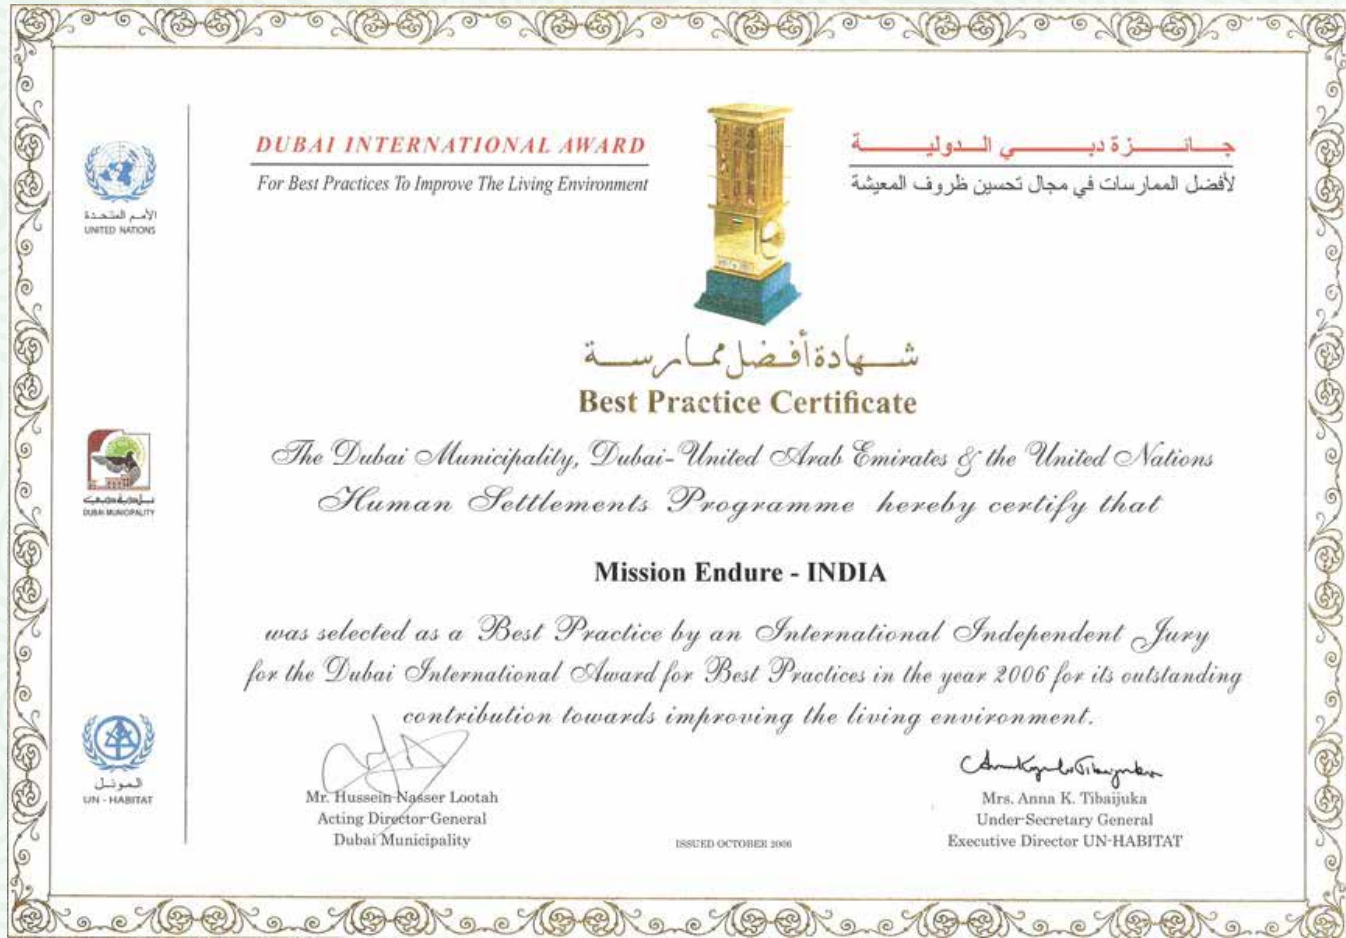 DUBAI INTERNATIONAL AWARD
For Best Practices To Improve The Living Environment
جائزة دبي الدولية
لأفضل الممارسات في مجال تحسين ظروف المعيشة
الأمم المتحدة
UNITED NATIONS
شهادة أفضل ممارسة
Best Practice Certificate
The Dubai Municipality, Dubai-United Arab Emirates & the United Nations
Human Settlements Programme hereby certify that
بلدية دبي
DUBAI MUNICIPALITY
Mission Endure - INDIA
was selected as a Best Practice by an International Independent Jury
for the Dubai International Award for Best Practices in the year 2006 for its outstanding
contribution towards improving the living environment.
الموئل
UN - HABITAT
Mr. Hussein Nasser Lootah
Acting Director-General
Dubai Municipality
ISSUED OCTOBER 2006
Mrs. Anna K. Tibaijuka
Under-Secretary General
Executive Director UN-HABITAT